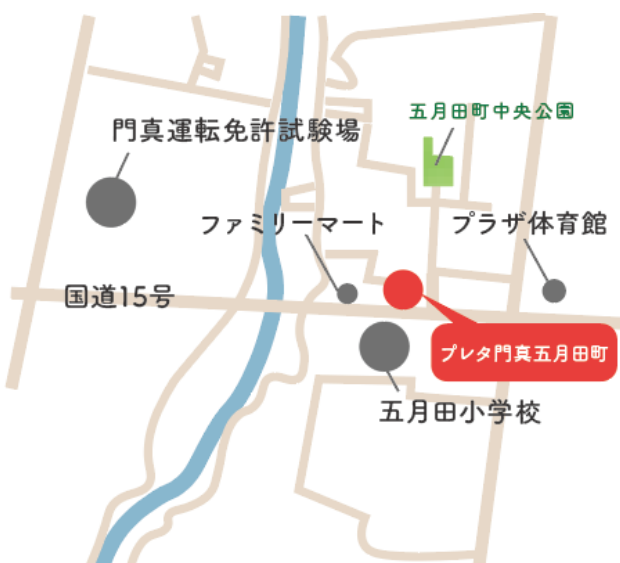 五月田町中央公園
門真運転免許試験場
ファミリーマート
プラザ体育館
国道15号
プレタ門真五月田町
五月田小学校